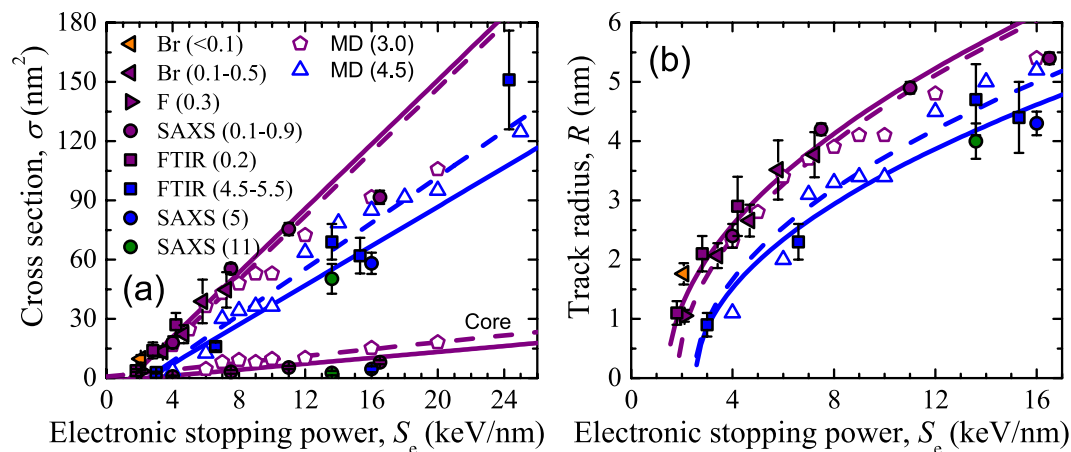 180
150
120
90
60
30
0
Cross section, σ (nm²)
Br (<0.1)
Br (0.1-0.5)
F (0.3)
SAXS (0.1-0.9)
FTIR (0.2)
FTIR (4.5-5.5)
SAXS (5)
SAXS (11)
MD (3.0)
MD (4.5)
(a)
Core
0 4 8 12 16 20 24
Electronic stopping power, Sₑ (keV/nm)
6
5
4
3
2
1
0
Track radius, R (nm)
(b)
0 4 8 12 16
Electronic stopping power, Sₑ (keV/nm)